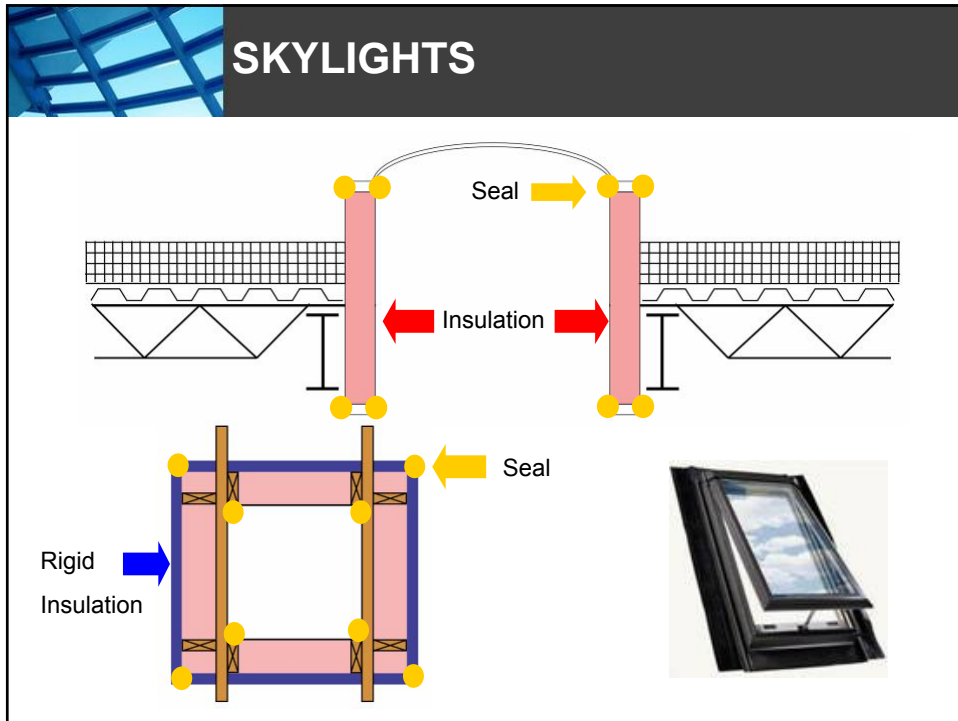 SKYLIGHTS
Seal
Insulation
Seal
Rigid
Insulation